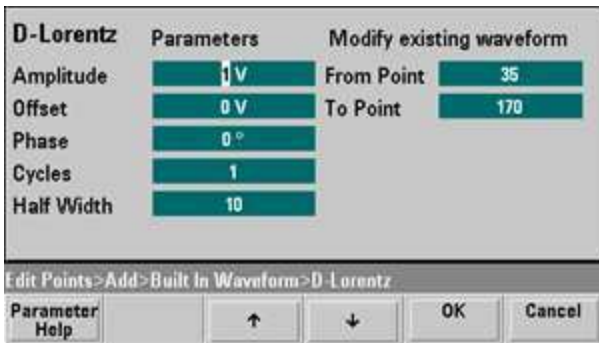 D-Lorentz Parameters Modify existing waveform
Amplitude 1 V From Point 35
Offset 0 V To Point 170
Phase 0 °
Cycles 1
Half Width 10
Edit Points>Add>Built In Waveform>D-Lorentz
Parameter Help ↑ ↓ OK Cancel